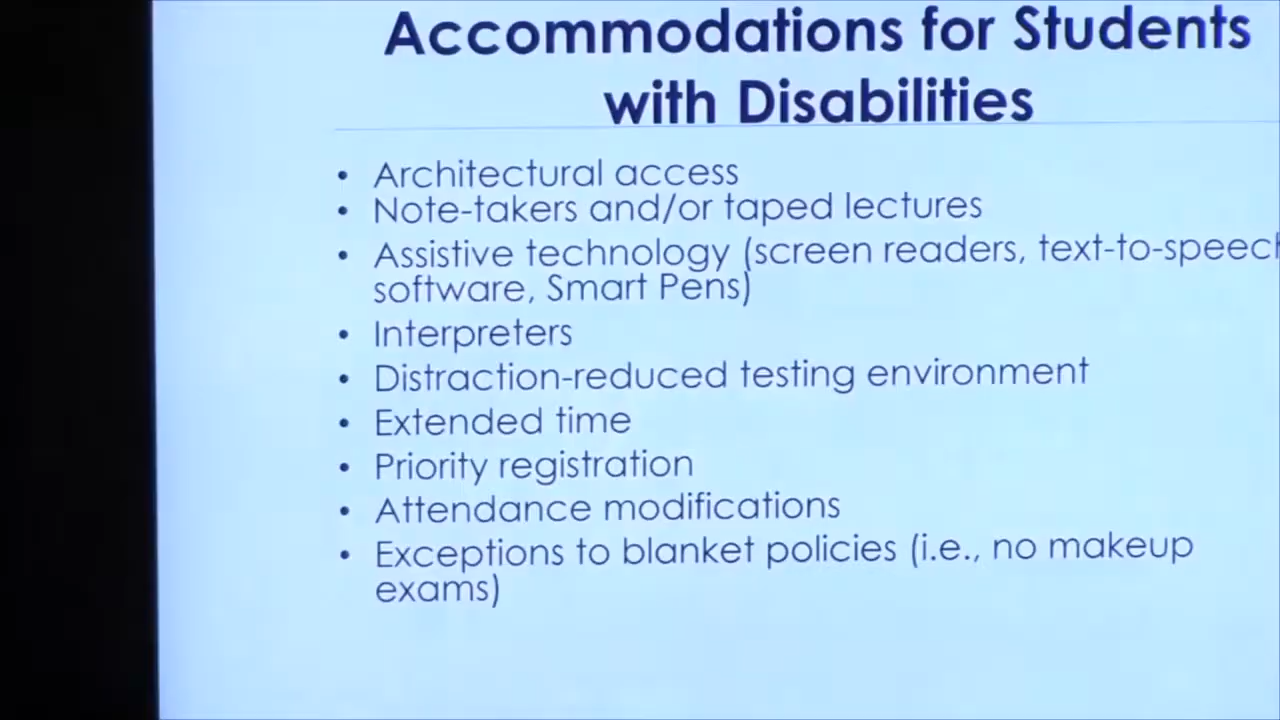 Accommodations for Students
with Disabilities
• Architectural access
• Note-takers and/or taped lectures
• Assistive technology (screen readers, text-to-speech
software, Smart Pens)
• Interpreters
• Distraction-reduced testing environment
• Extended time
• Priority registration
• Attendance modifications
• Exceptions to blanket policies (i.e., no makeup
exams)